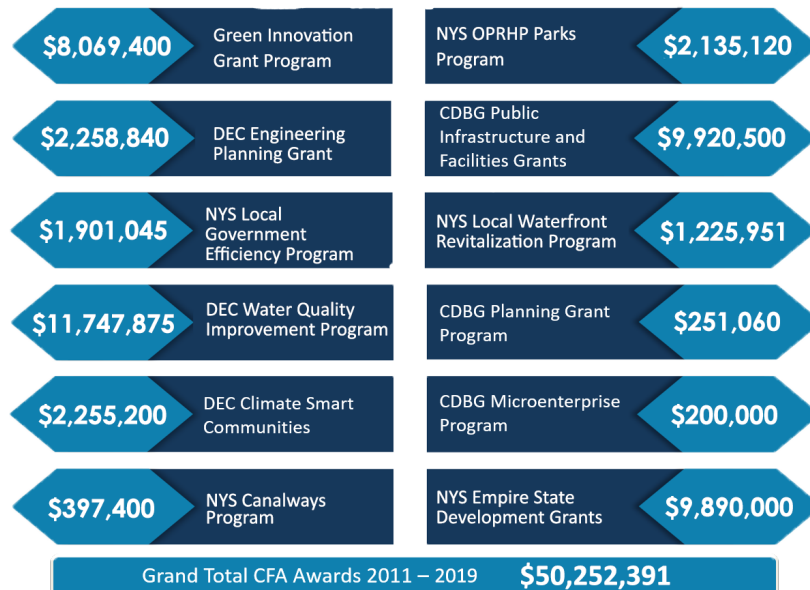 $8,069,400
Green Innovation
Grant Program
NYS OPRHP Parks
Program
$2,135,120
$2,258,840
DEC Engineering
Planning Grant
CDBG Public
Infrastructure and
Facilities Grants
$9,920,500
$1,901,045
NYS Local
Government
Efficiency Program
NYS Local Waterfront
Revitalization Program
$1,225,951
$11,747,875
DEC Water Quality
Improvement Program
CDBG Planning Grant
Program
$251,060
$2,255,200
DEC Climate Smart
Communities
CDBG Microenterprise
Program
$200,000
$397,400
NYS Canalways
Program
NYS Empire State
Development Grants
$9,890,000
Grand Total CFA Awards 2011 – 2019 $50,252,391